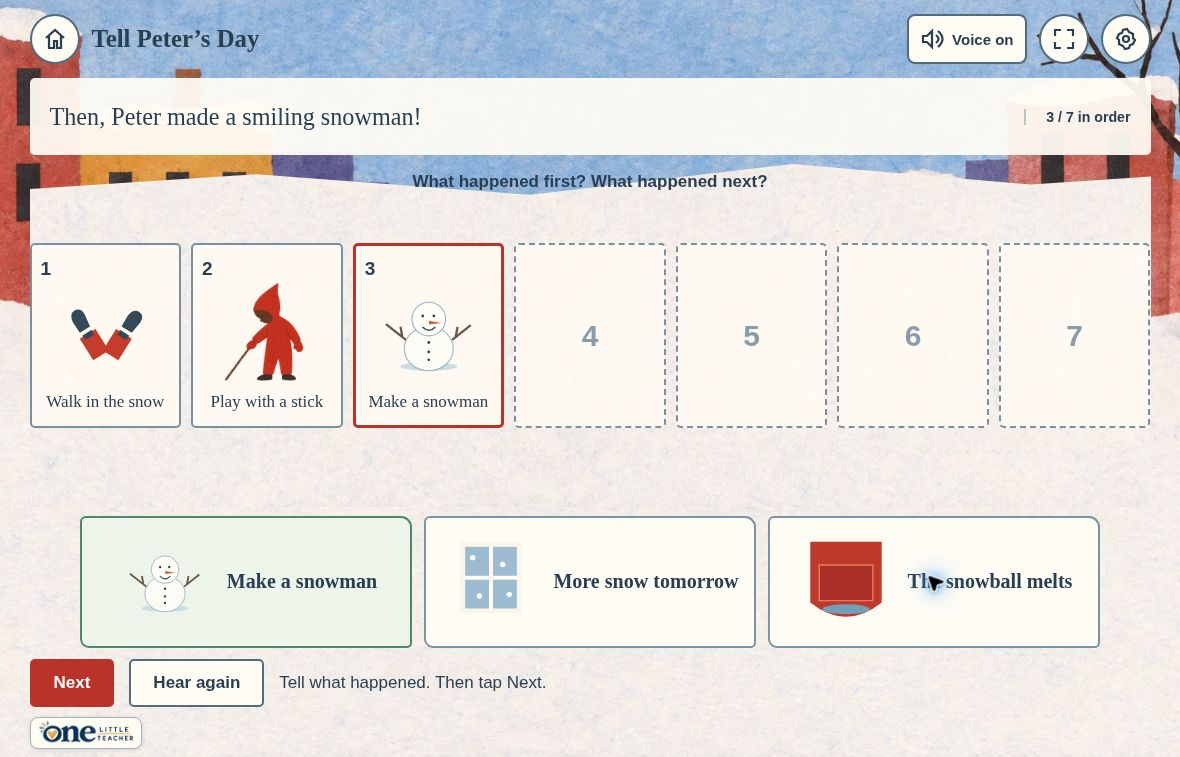 Tell Peter’s Day
Voice on
Then, Peter made a smiling snowman!
3 / 7 in order
What happened first? What happened next?
1
2
3
4
5
6
7
Walk in the snow
Play with a stick
Make a snowman
Make a snowman
More snow tomorrow
The snowball melts
Next
Hear again
Tell what happened. Then tap Next.
one LITTLE
TEACHER